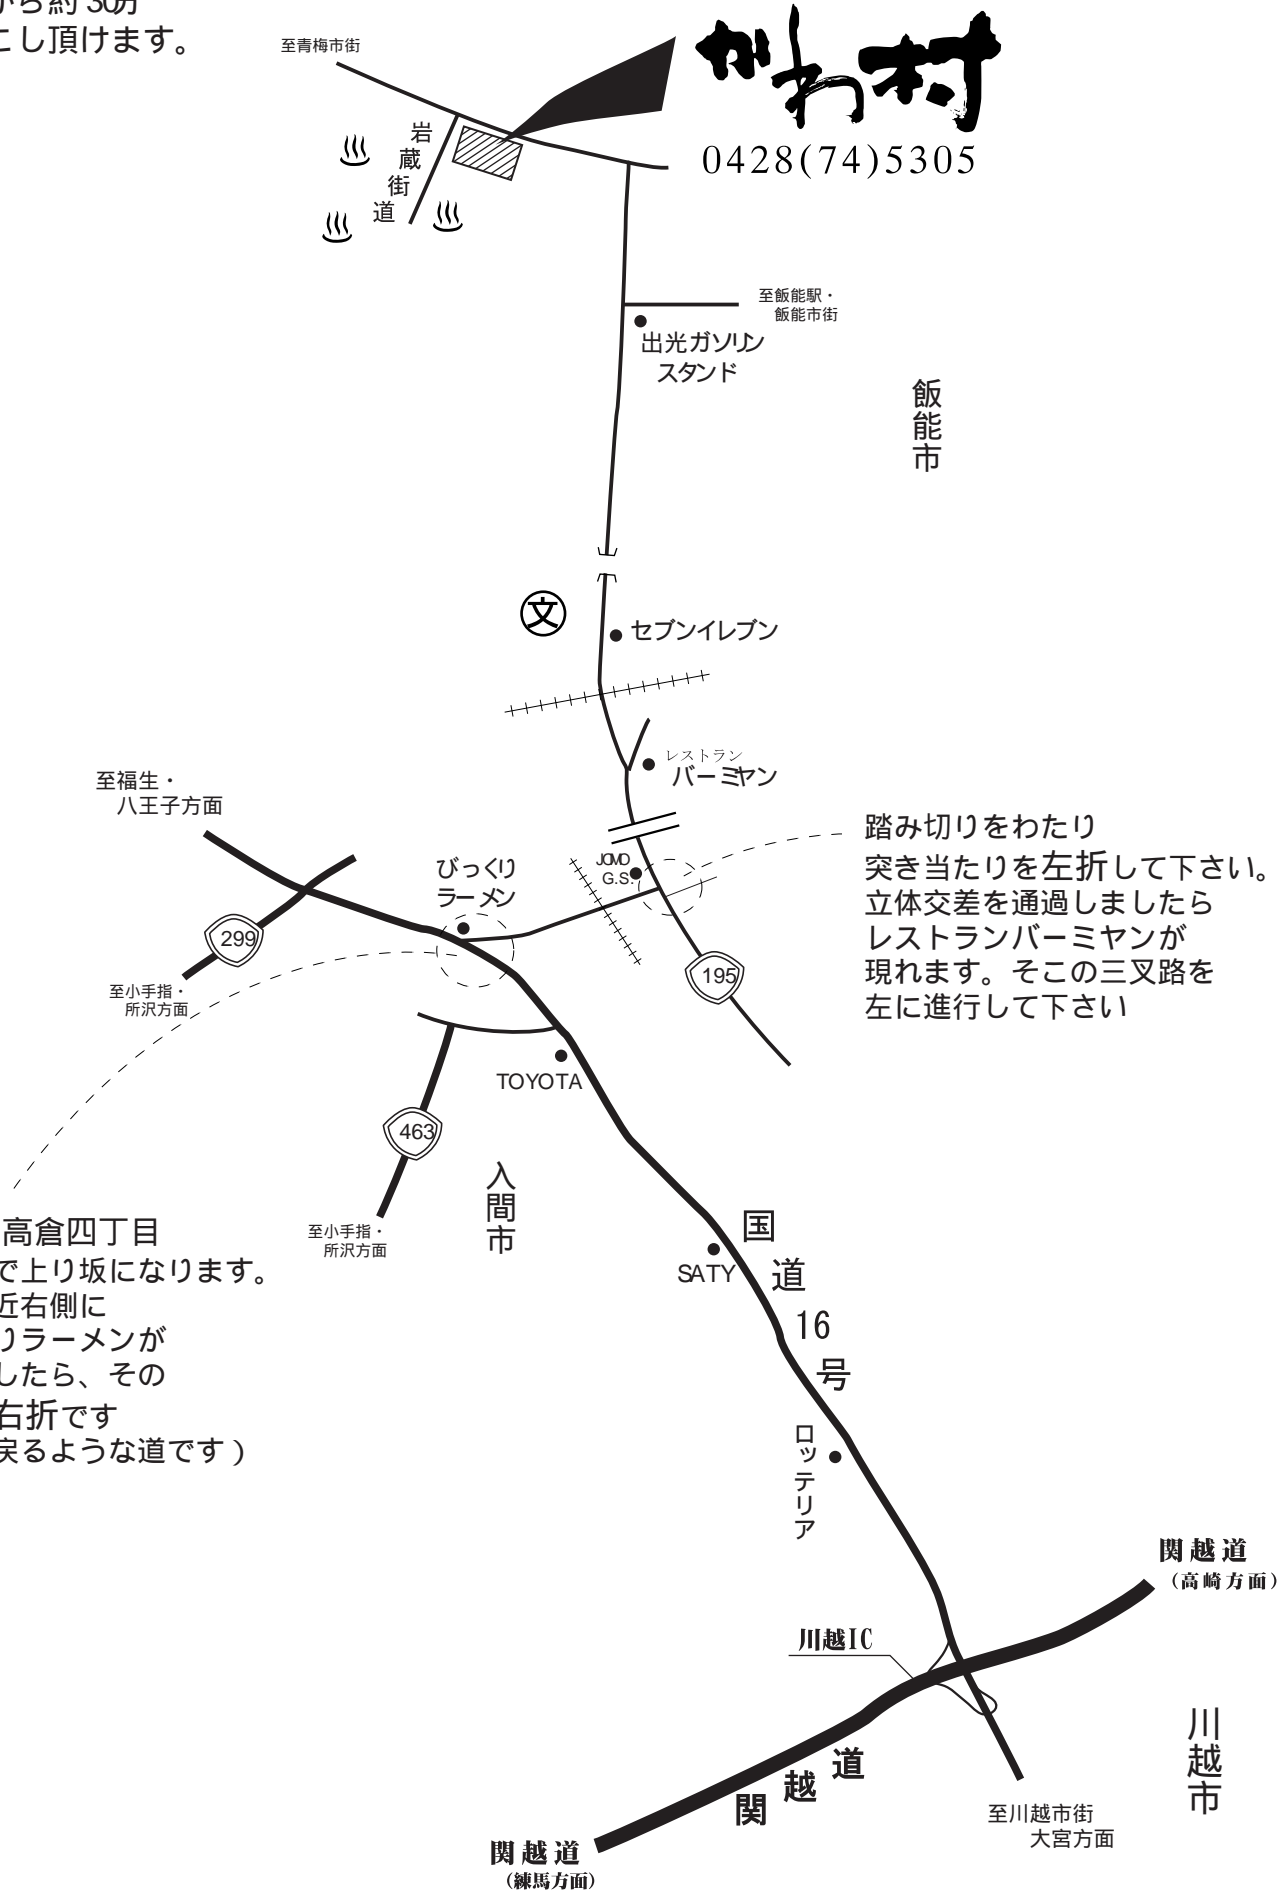 から約30分
こし頂けます。
至青梅市街
がわ村
0428(74)5305
岩蔵街道
至飯能駅・
飯能市街
出光ガソリン
スタンド
飯能市
文
セブンイレブン
レストラン
バーミヤン
至福生・
八王子方面
びっくり
ラーメン
JOMO
G.S.
踏み切りをわたり
突き当たりを左折して下さい。
立体交差を通過しましたら
レストランバーミヤンが
現れます。そこの三叉路を
左に進行して下さい
299
195
至小手指・
所沢方面
TOYOTA
463
入間市
至小手指・
所沢方面
高倉四丁目
で上り坂になります。
近右側に
りラーメンが
したら、その
右折です
戻るような道です)
国道16号
SATY
ロッテリア
関越道
(高崎方面)
川越IC
川越市
関越道
至川越市街
大宮方面
関越道
(練馬方面)